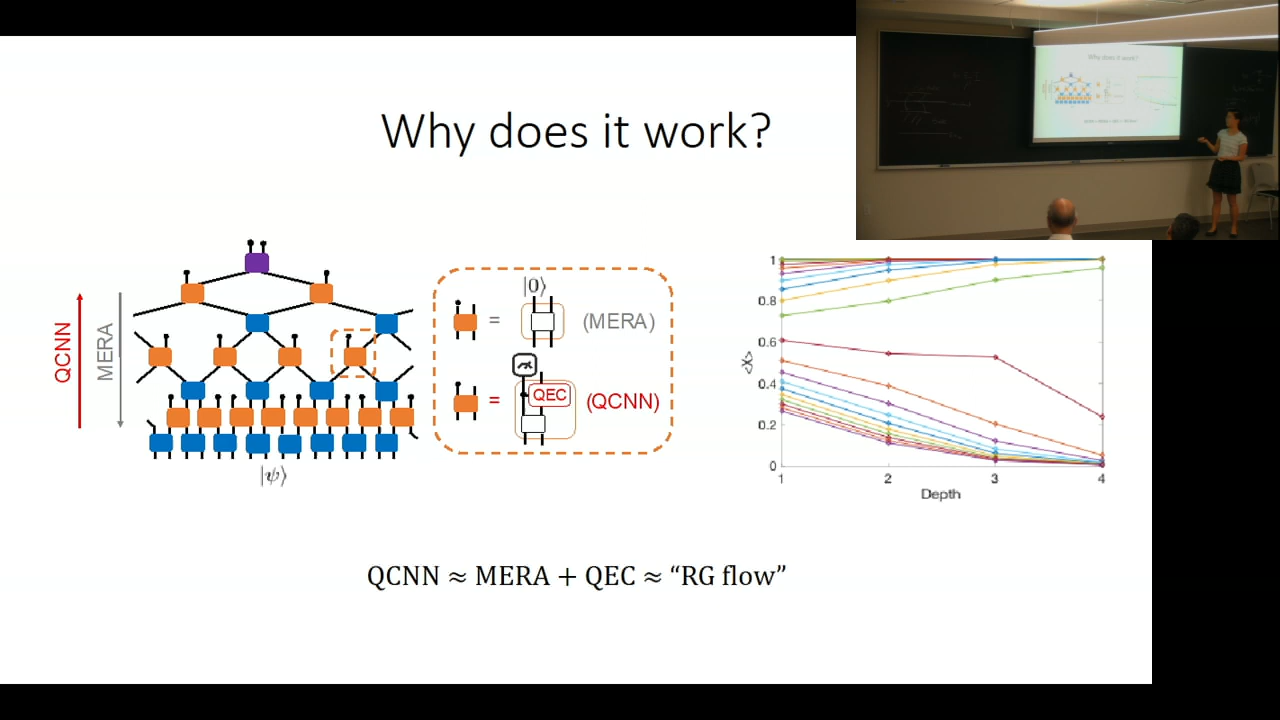 Why does it work?
QCNN
MERA
|ψ⟩
|0⟩
= (MERA)
QEC
= (QCNN)
1
0.8
0.6
0.4
0.2
0
<X>
1 2 3 4
Depth
QCNN ≈ MERA + QEC ≈ “RG flow”